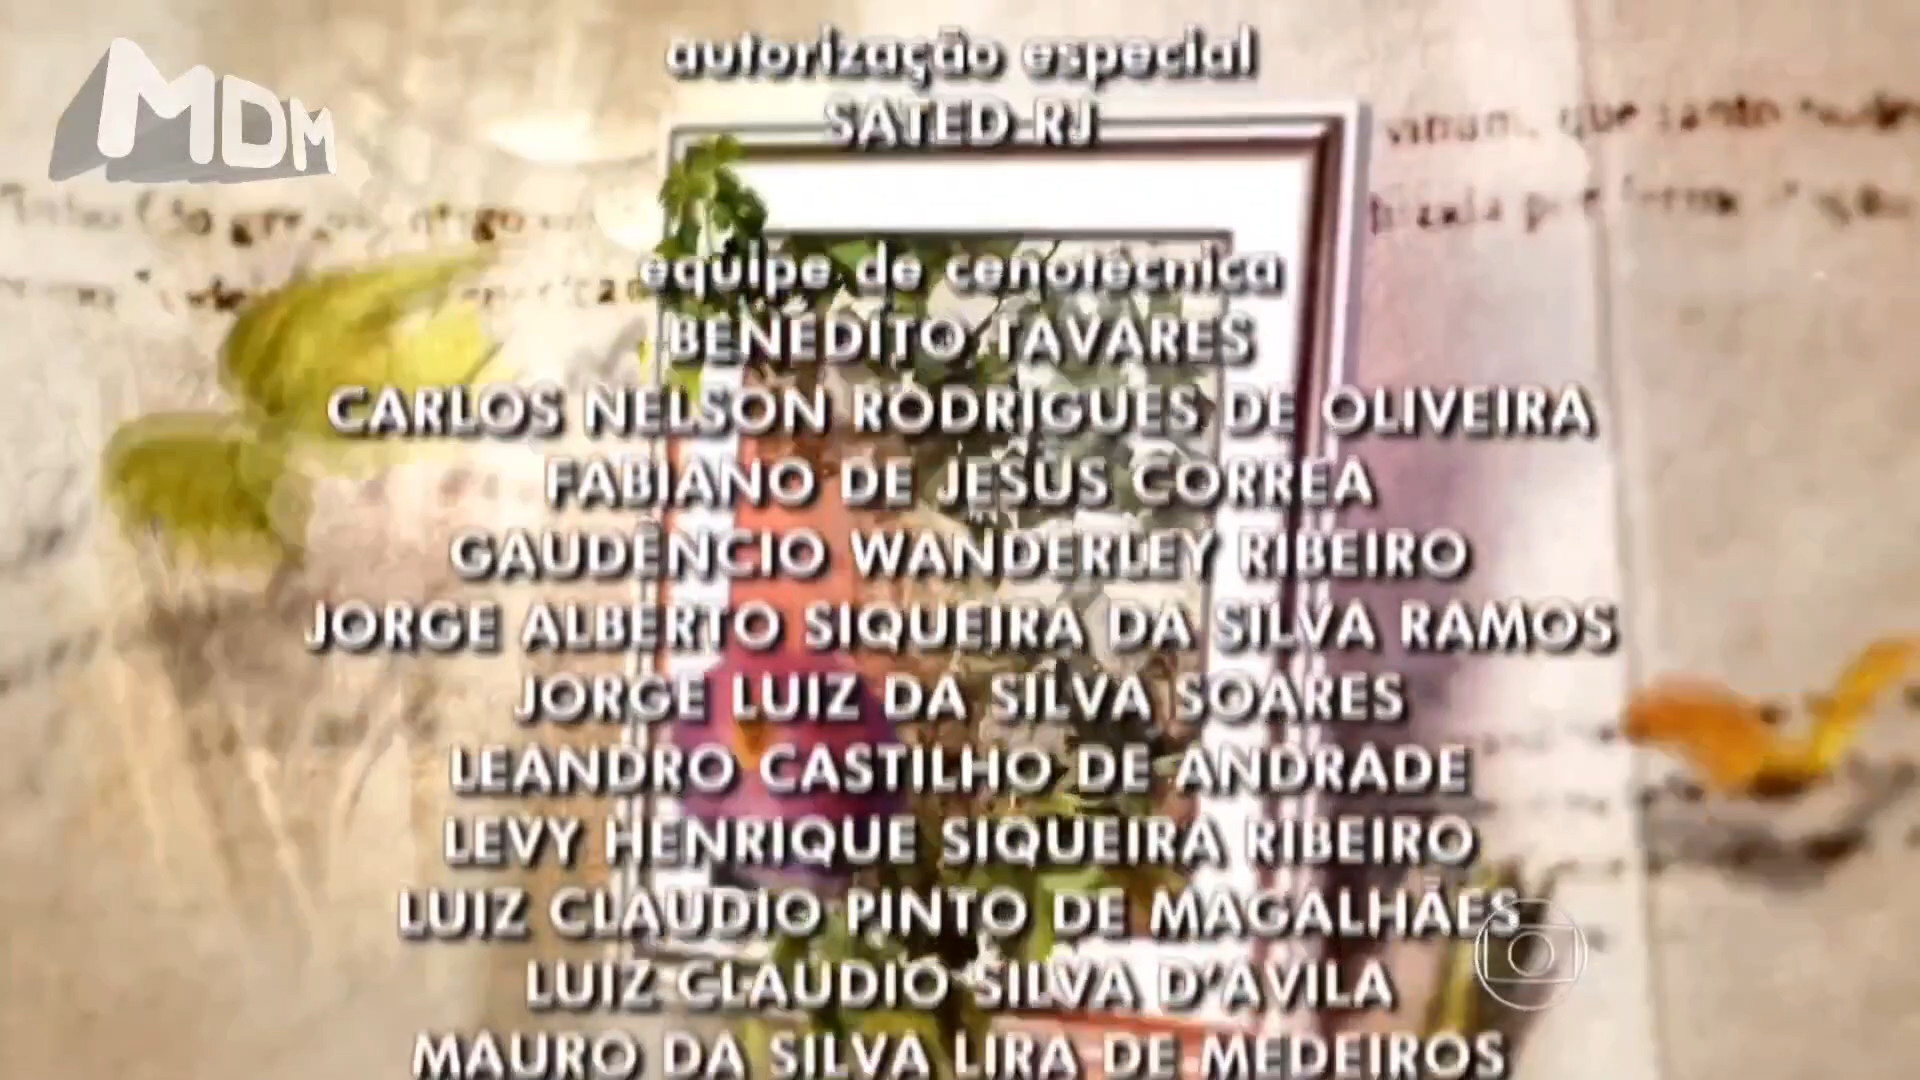 autorização especial
SATED-RJ
MDM
equipe de cenotécnica
BENEDITO TAVARES
CARLOS NELSON RODRIGUES DE OLIVEIRA
FABIANO DE JESUS CORREA
GAUDÊNCIO WANDERLEY RIBEIRO
JORGE ALBERTO SIQUEIRA DA SILVA RAMOS
JORGE LUIZ DA SILVA SOARES
LEANDRO CASTILHO DE ANDRADE
LEVY HENRIQUE SIQUEIRA RIBEIRO
LUIZ CLAUDIO PINTO DE MAGALHÃES
LUIZ CLAUDIO SILVA D'AVILA
MAURO DA SILVA LIRA DE MEDEIROS